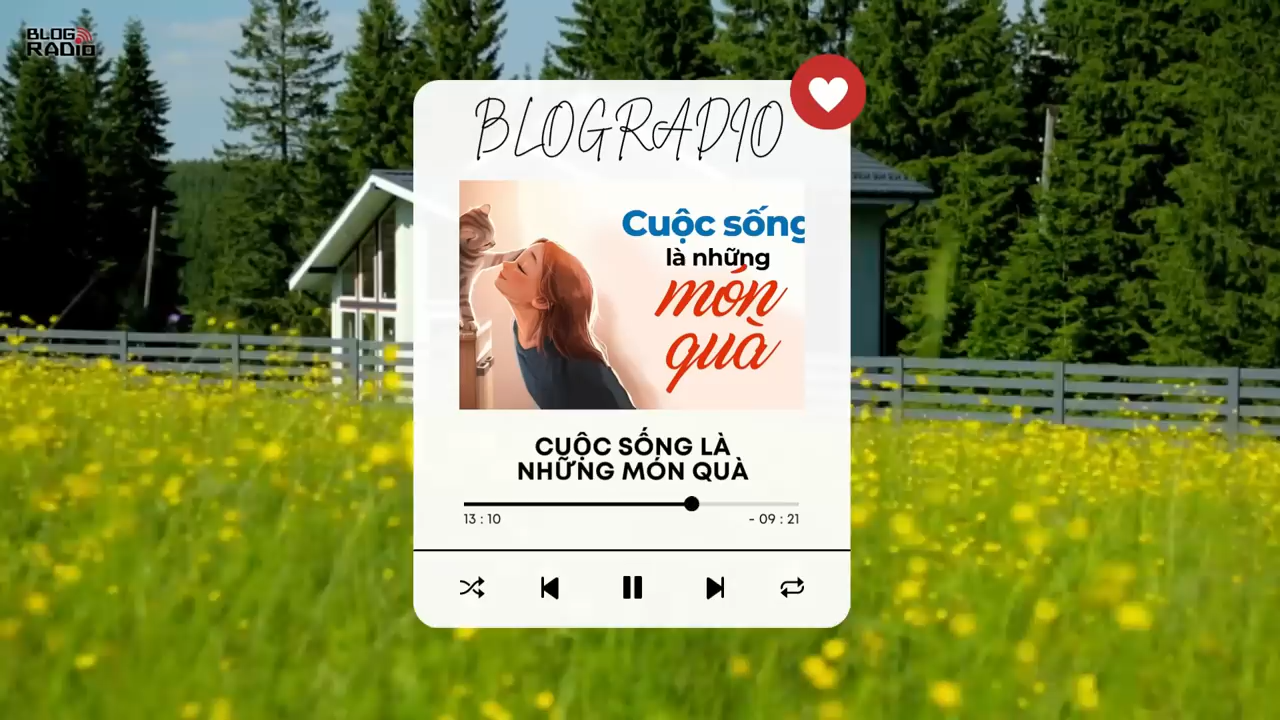 BLOG
RADIO
BLOGRADIO
Cuộc sống
là những
món
quà
CUỘC SỐNG LÀ
NHỮNG MÓN QUÀ
13 : 10
- 09 : 21